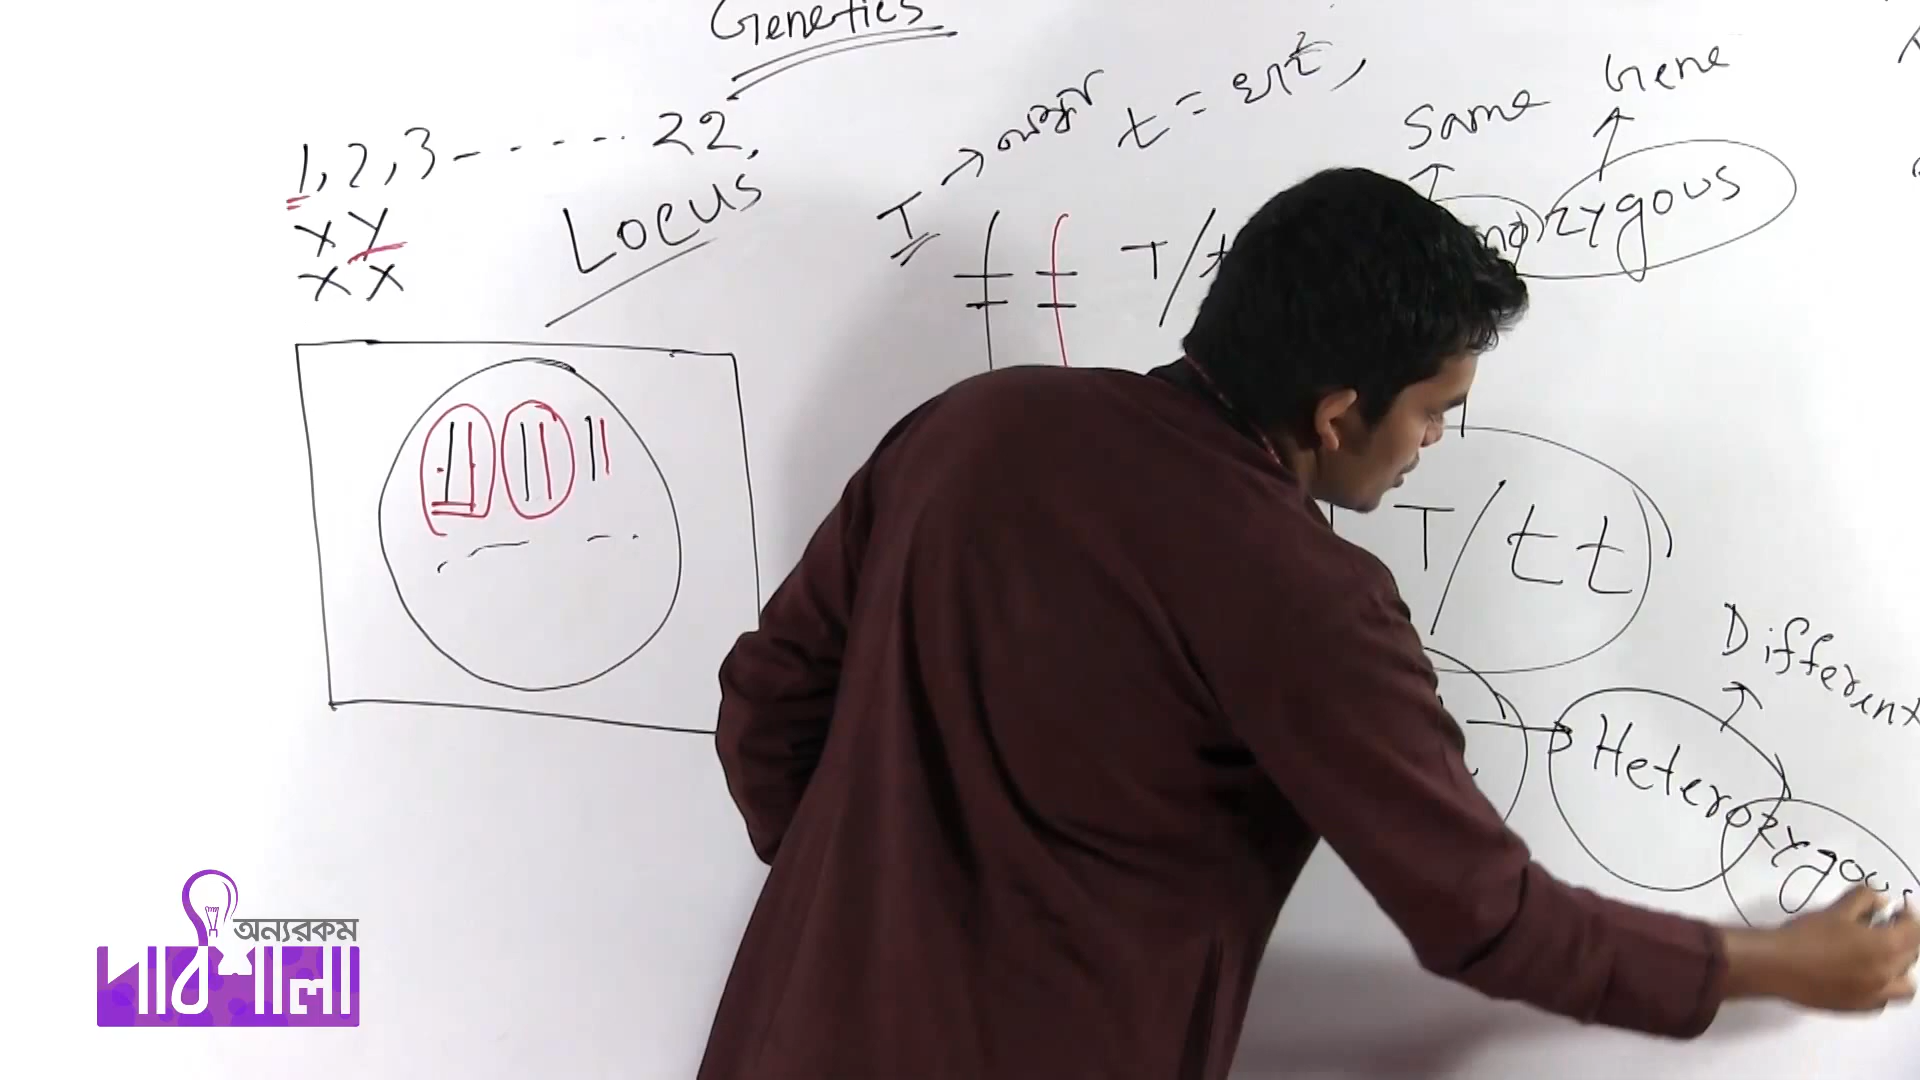 Genetics
1, 2, 3 - - - - - 22,
XY
XX
Locus
T → লম্বা
t = খাট,
Same Gene
zygous
T/t
T/tt
Different
Heterozygous
অন্যরকম
পাঠশালা